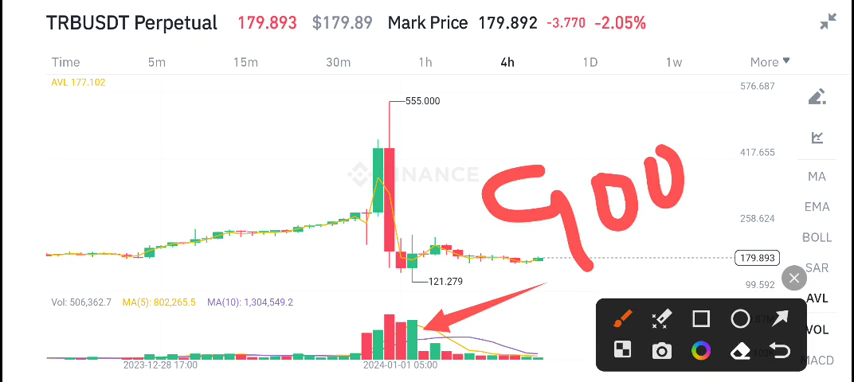 TRBUSDT Perpetual 179.893 $179.89 Mark Price 179.892 -3.770 -2.05%
Time 5m 15m 30m 1h 4h 1D 1w More
AVL 177.102
576.687
555.000
417.655
BINANCE
900
MA
EMA
258.624
BOLL
179.893
SAR
121.279
99.592
AVL
Vol: 506,362.7 MA(5): 802,265.5 MA(10): 1,304,549.2
VOL
MACD
2023-12-28 17:00 2024-01-01 05:00